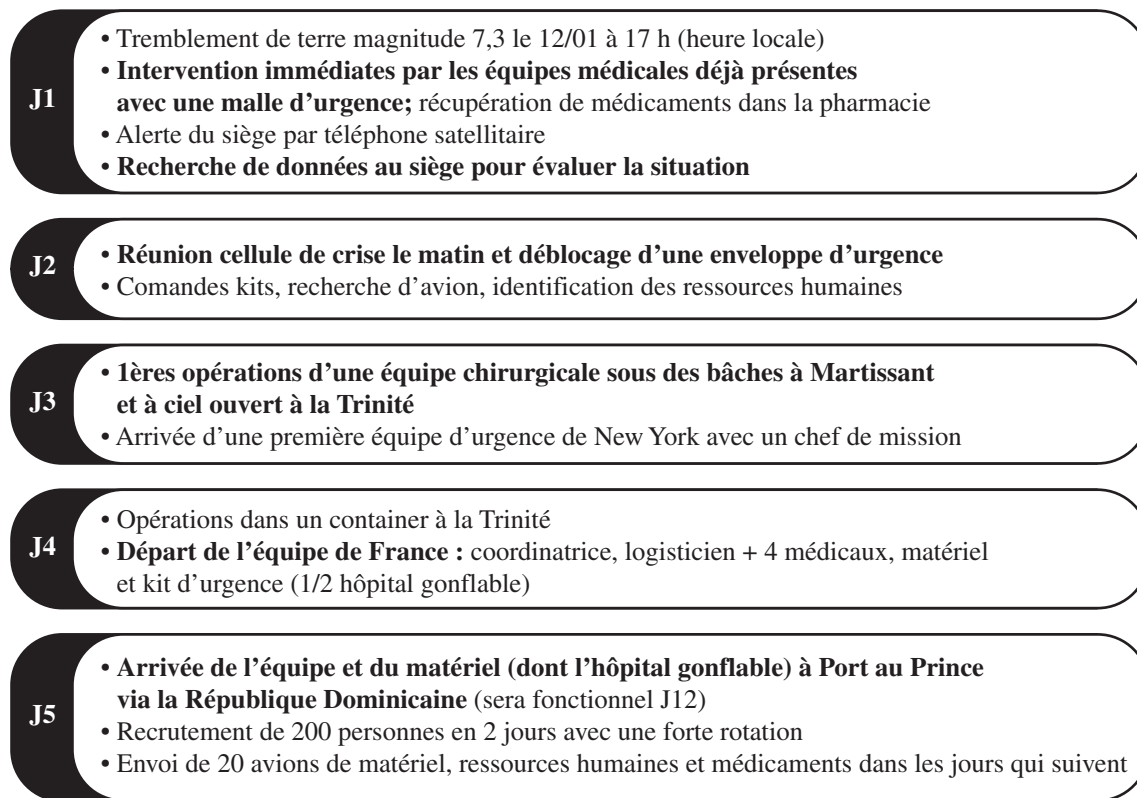 J1
• Tremblement de terre magnitude 7,3 le 12/01 à 17 h (heure locale)
• Intervention immédiates par les équipes médicales déjà présentes
avec une malle d'urgence; récupération de médicaments dans la pharmacie
• Alerte du siège par téléphone satellitaire
• Recherche de données au siège pour évaluer la situation
J2
• Réunion cellule de crise le matin et déblocage d'une enveloppe d'urgence
• Comandes kits, recherche d'avion, identification des ressources humaines
J3
• 1ères opérations d'une équipe chirurgicale sous des bâches à Martissant
et à ciel ouvert à la Trinité
• Arrivée d'une première équipe d'urgence de New York avec un chef de mission
J4
• Opérations dans un container à la Trinité
• Départ de l'équipe de France : coordinatrice, logisticien + 4 médicaux, matériel
et kit d'urgence (1/2 hôpital gonflable)
J5
• Arrivée de l'équipe et du matériel (dont l'hôpital gonflable) à Port au Prince
via la République Dominicaine (sera fonctionnel J12)
• Recrutement de 200 personnes en 2 jours avec une forte rotation
• Envoi de 20 avions de matériel, ressources humaines et médicaments dans les jours qui suivent